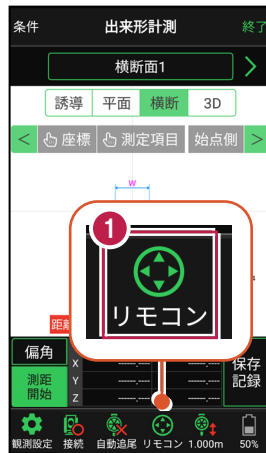 条件 出来形計測 終了
横断面1 >
誘導 平面 横断 3D
< 座標 測定項目 始点側 >
W
1
リモコン
偏角
測距
開始
X ----.---
Y ----.---
Z ----.---
保存
記録
観測設定 接続 自動追尾 リモコン 1.000m 50%